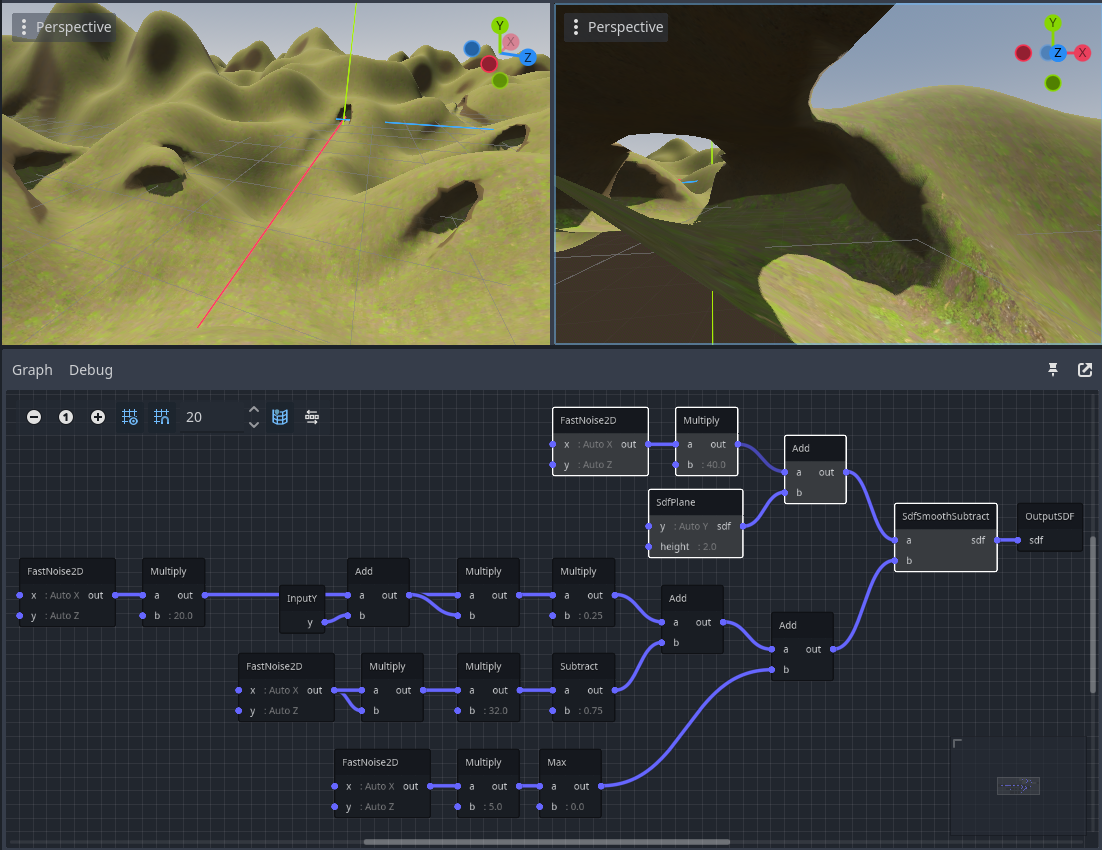 Perspective
Y
X
Z
Perspective
Y
Z
X
Graph Debug
1
20
FastNoise2D
x : Auto X out
y : Auto Z
Multiply
a out
b : 40.0
Add
a out
b
SdfPlane
y : Auto Y sdf
height : 2.0
SdfSmoothSubtract
a sdf
b
OutputSDF
sdf
FastNoise2D
x : Auto X out
y : Auto Z
Multiply
a out
b : 20.0
InputY
y
Add
a out
b
Multiply
a out
b
Multiply
a out
b : 0.25
Add
a out
b
Add
a out
b
FastNoise2D
x : Auto X out
y : Auto Z
Multiply
a out
b
Multiply
a out
b : 32.0
Subtract
a out
b : 0.75
FastNoise2D
x : Auto X out
y : Auto Z
Multiply
a out
b : 5.0
Max
a out
b : 0.0